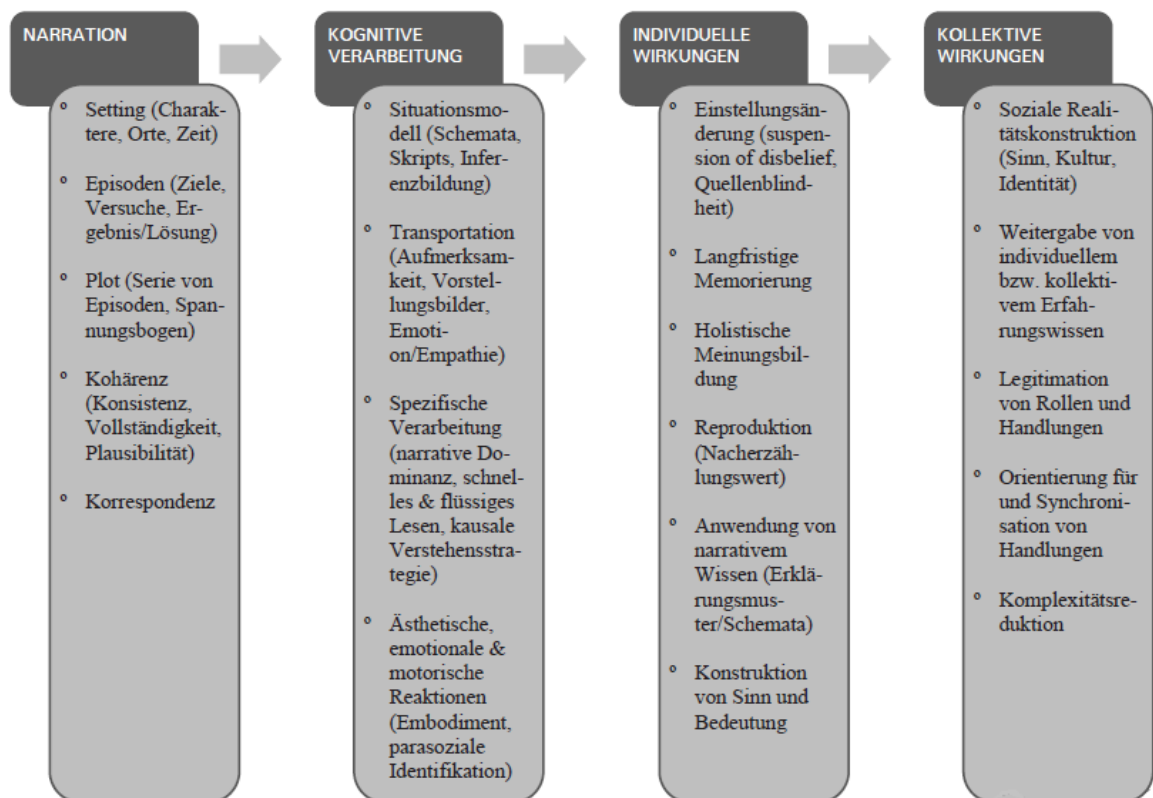 NARRATION
° Setting (Charak-
tere, Orte, Zeit)
° Episoden (Ziele,
Versuche, Er-
gebnis/Lösung)
° Plot (Serie von
Episoden, Span-
nungsbogen)
° Kohärenz
(Konsistenz,
Vollständigkeit,
Plausibilität)
° Korrespondenz
KOGNITIVE
VERARBEITUNG
° Situationsmo-
dell (Schemata,
Skripts, Infer-
enzbildung)
° Transportation
(Aufmerksam-
keit, Vorstel-
lungsbilder,
Emoti-
on/Empathie)
° Spezifische
Verarbeitung
(narrative Do-
minanz, schnel-
les & flüssiges
Lesen, kausale
Verstehensstra-
tegie)
° Ästhetische,
emotionale &
motorische
Reaktionen
(Embodiment,
parasoziale
Identifikation)
INDIVIDUELLE
WIRKUNGEN
° Einstellungsän-
derung (suspen-
sion of disbelief,
Quellenblind-
heit)
° Langfristige
Memorierung
° Holistische
Meinungsbil-
dung
° Reproduktion
(Nacherzäh-
lungswert)
° Anwendung von
narrativem
Wissen (Erklä-
rungsmus-
ter/Schemata)
° Konstruktion
von Sinn und
Bedeutung
KOLLEKTIVE
WIRKUNGEN
° Soziale Reali-
tätskonstruktion
(Sinn, Kultur,
Identität)
° Weitergabe von
individuellem
bzw. kollekti-
vem Erfah-
rungswissen
° Legitimation
von Rollen und
Handlungen
° Orientierung für
und Synchroni-
sation von
Handlungen
° Komplexitätsre-
duktion